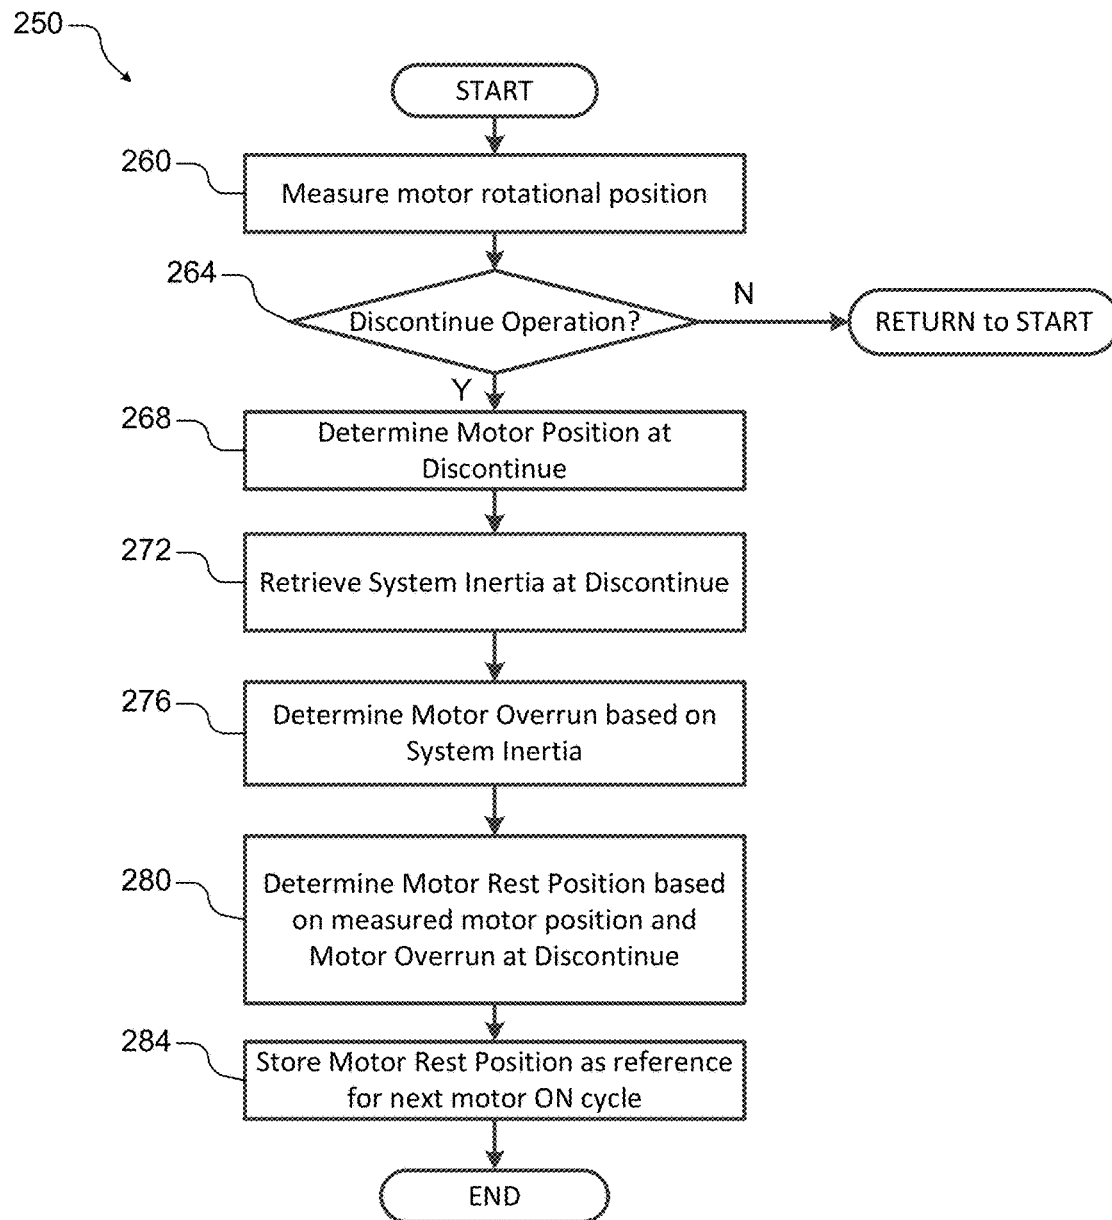 250
START
260
Measure motor rotational position
264
Discontinue Operation?
N
RETURN to START
Y
268
Determine Motor Position at
Discontinue
272
Retrieve System Inertia at Discontinue
276
Determine Motor Overrun based on
System Inertia
280
Determine Motor Rest Position based
on measured motor position and
Motor Overrun at Discontinue
284
Store Motor Rest Position as reference
for next motor ON cycle
END